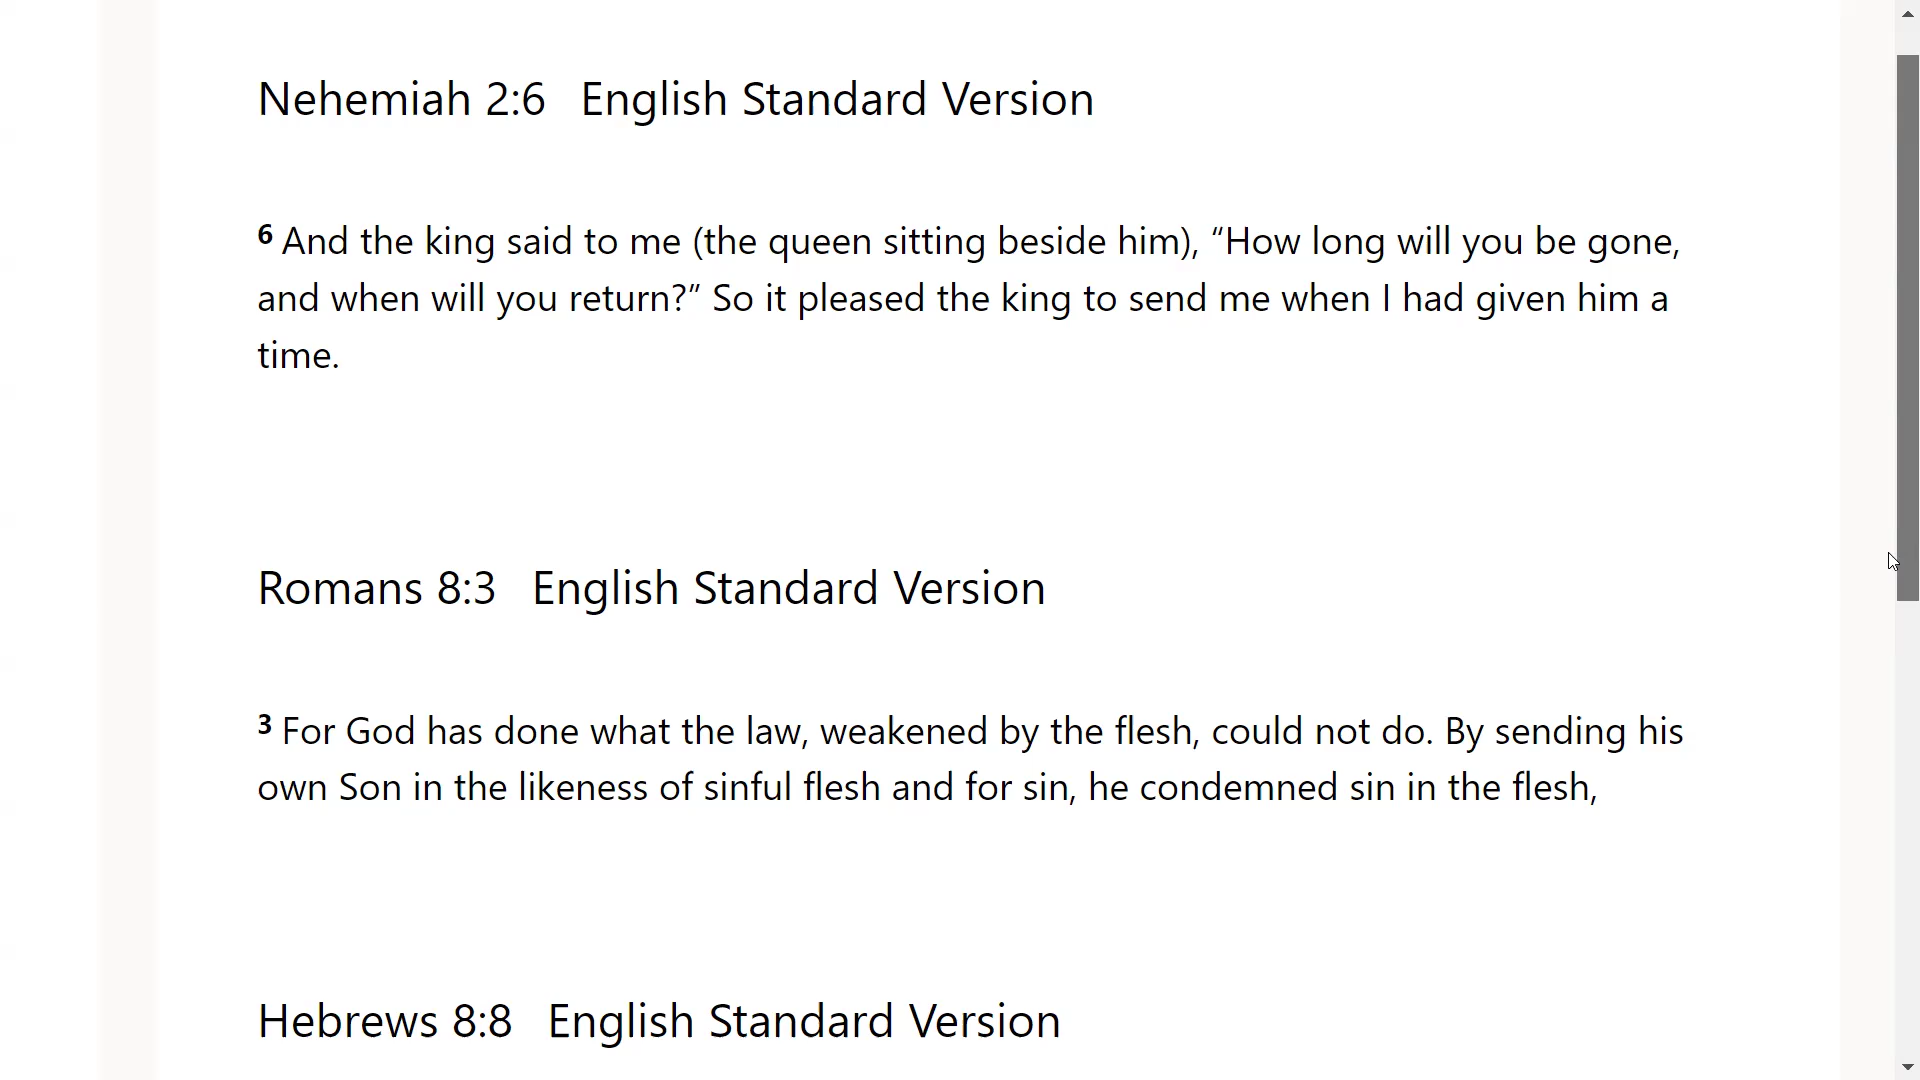 Nehemiah 2:6   English Standard Version
6 And the king said to me (the queen sitting beside him), “How long will you be gone,
and when will you return?” So it pleased the king to send me when I had given him a
time.
Romans 8:3   English Standard Version
3 For God has done what the law, weakened by the flesh, could not do. By sending his
own Son in the likeness of sinful flesh and for sin, he condemned sin in the flesh,
Hebrews 8:8   English Standard Version